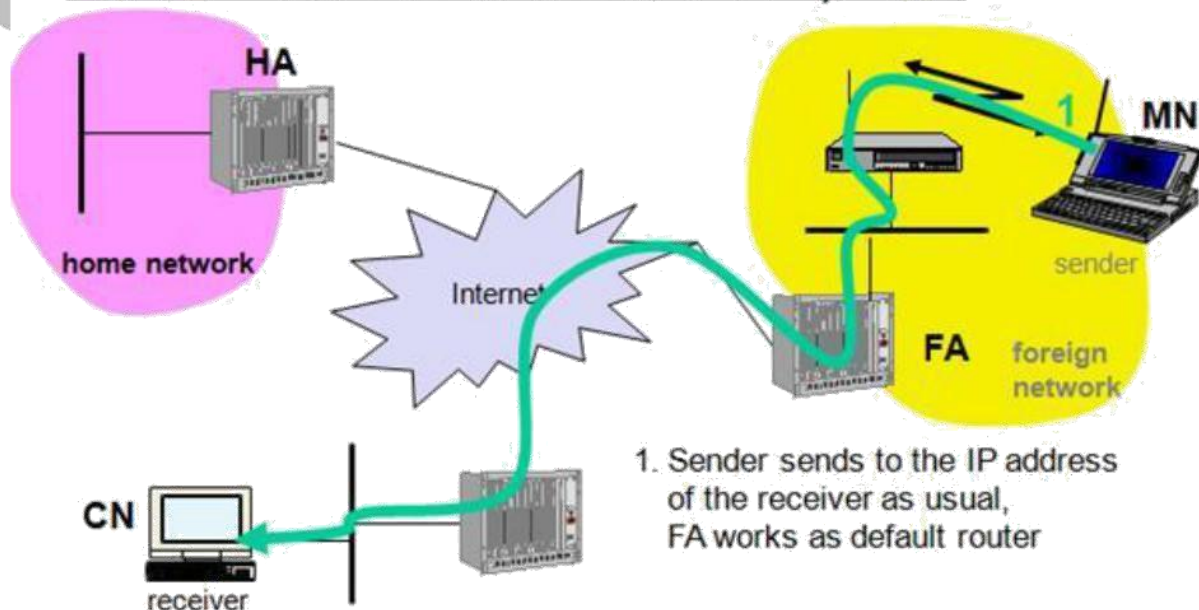 HA
1
MN
home network
Internet
sender
FA
foreign
network
1. Sender sends to the IP address
of the receiver as usual,
FA works as default router
CN
receiver